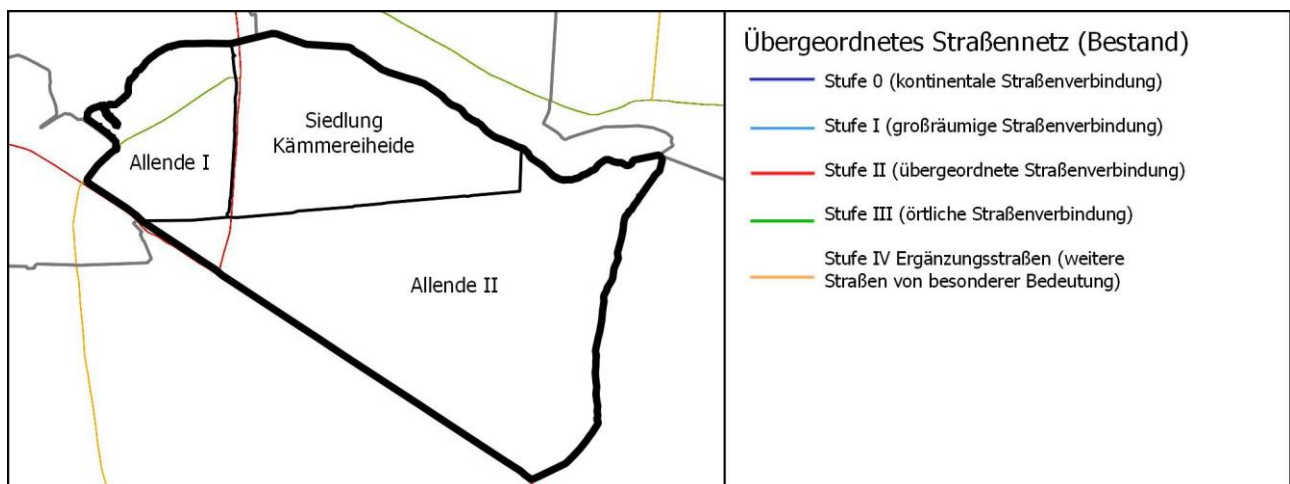 Siedlung
Kämmereiheide
Allende I
Allende II
Übergeordnetes Straßennetz (Bestand)
Stufe 0 (kontinentale Straßenverbindung)
Stufe I (großräumige Straßenverbindung)
Stufe II (übergeordnete Straßenverbindung)
Stufe III (örtliche Straßenverbindung)
Stufe IV Ergänzungsstraßen (weitere
Straßen von besonderer Bedeutung)